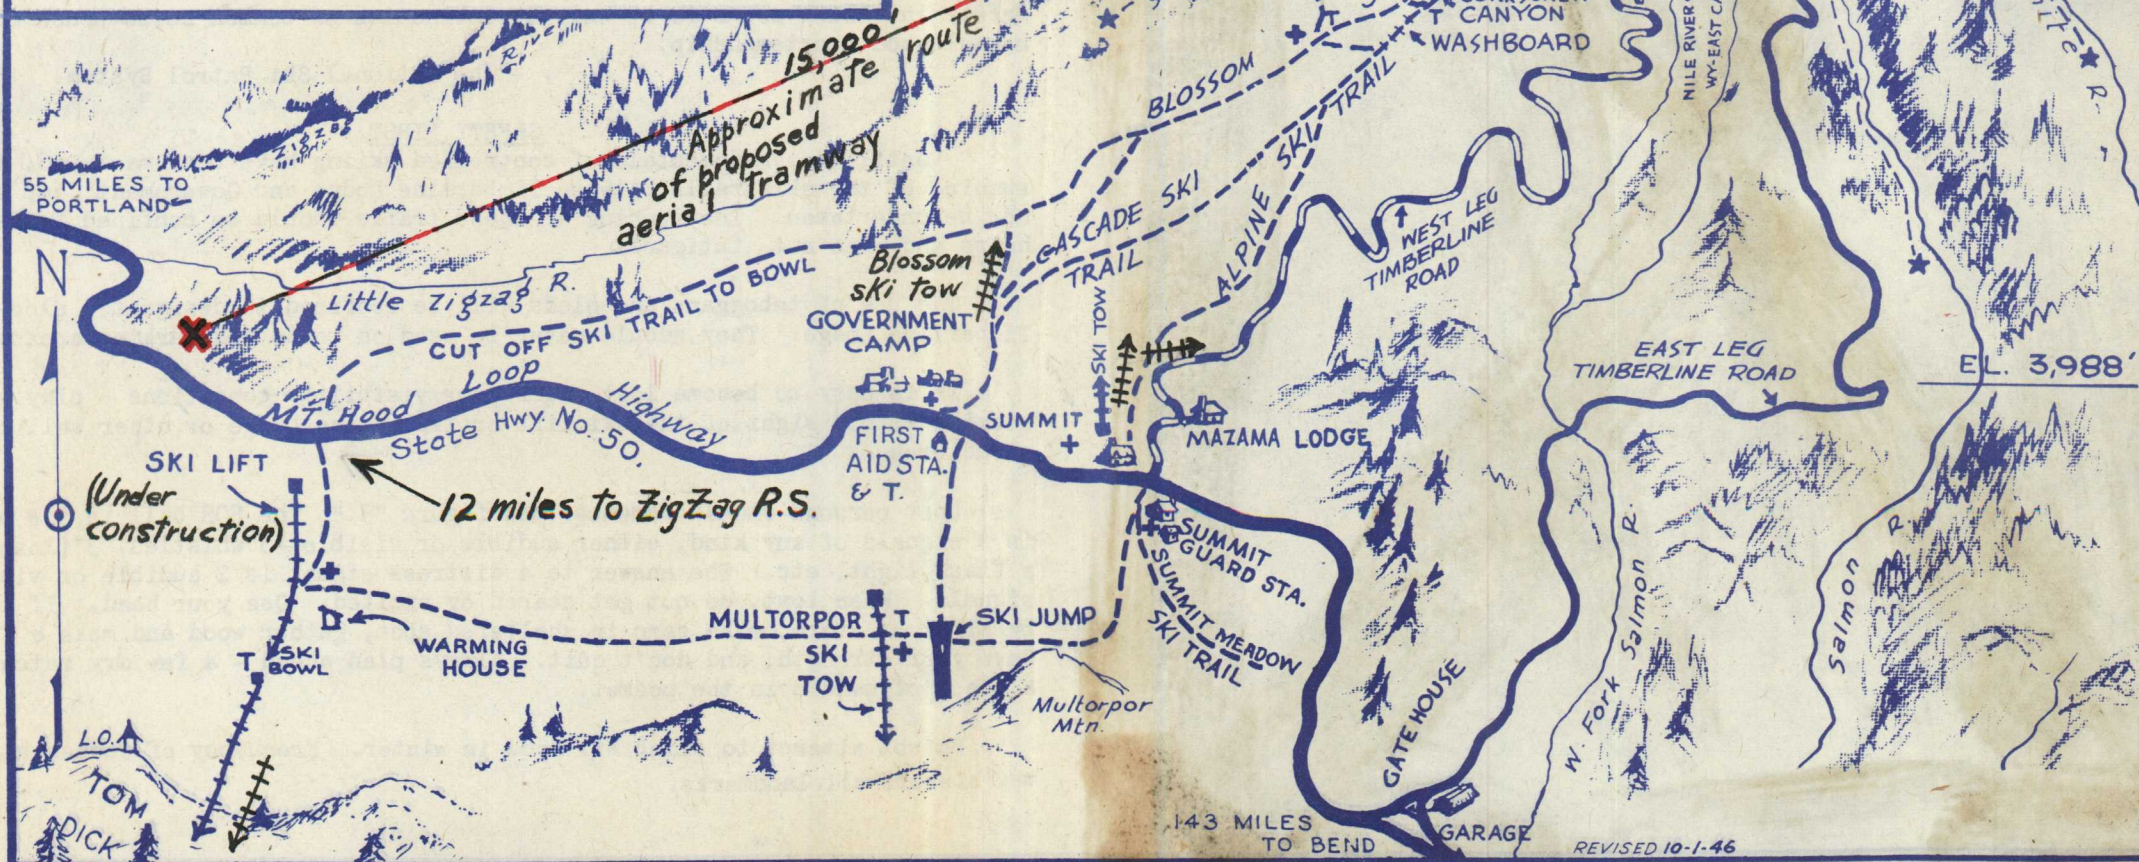 15,000'
Approximate route
of proposed
aerial Tramway
CANYON
T
WASHBOARD
BLOSSOM
NILE RIVER
WY-EAST CA
Zigzag
River
55 MILES TO
PORTLAND
N
Little Zigzag R.
CUT OFF SKI TRAIL TO BOWL
Blossom
ski tow
GOVERNMENT
CAMP
CASCADE SKI
TRAIL
ALPINE SKI TRAIL
SKI TOW
WEST LEG
TIMBERLINE
ROAD
EAST LEG
TIMBERLINE ROAD
EL. 3,988'
MT. Hood Loop Highway
State Hwy No. 50.
FIRST
AID STA.
& T.
SUMMIT
MAZAMA LODGE
SKI LIFT
(Under
construction)
12 miles to ZigZag R.S.
SUMMIT
GUARD STA.
SUMMIT MEADOW
SKI TRAIL
WARMING
HOUSE
T
SKI
BOWL
MULTORPOR
T
SKI
TOW
SKI JUMP
Multorpor
Mtn.
GATE HOUSE
W. Fork Salmon R.
Salmon R.
L.O.
TOM
DICK
143 MILES
TO BEND
GARAGE
REVISED 10-1-46